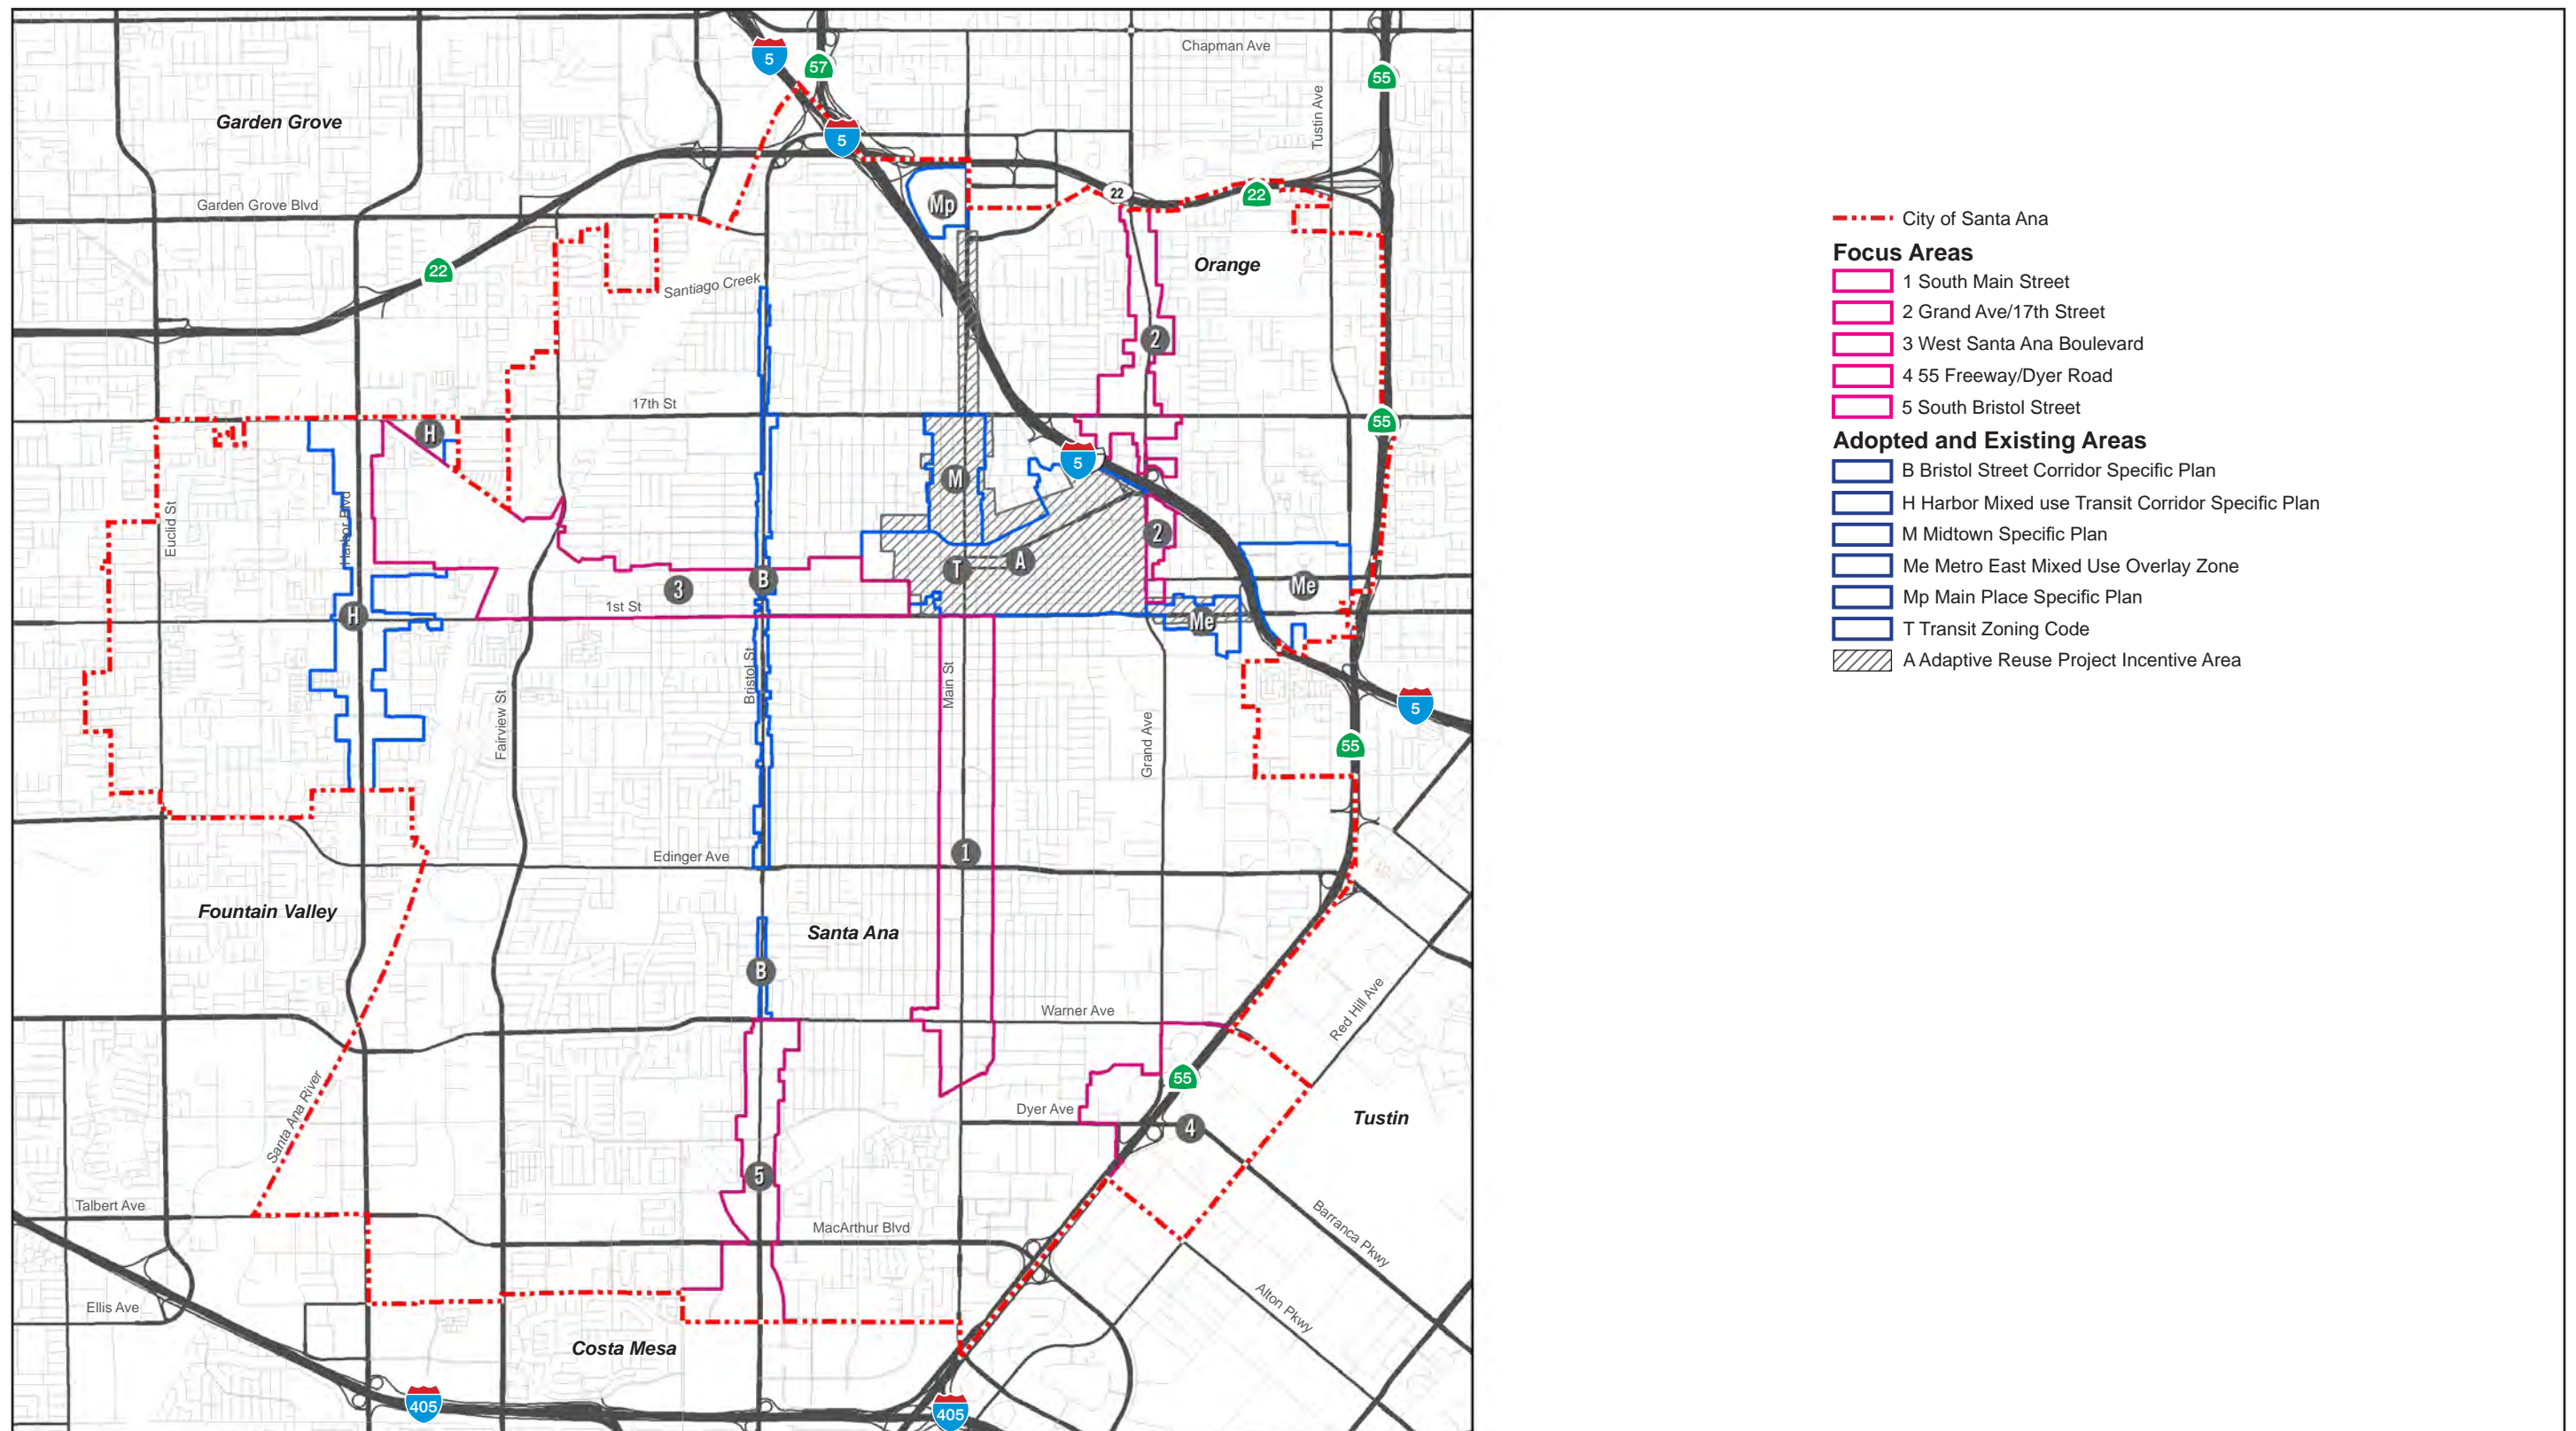 Chapman Ave
5
57
55
Tustin Ave
Garden Grove
5
22
22
Garden Grove Blvd
Mp
Orange
22
Santiago Creek
2
17th St
55
H
5
M
Euclid St
Harbor Blvd
2
T
A
B
3
Me
1st St
H
Me
Bristol St
Main St
Fairview St
Grand Ave
5
55
Edinger Ave
1
Fountain Valley
Santa Ana
B
Warner Ave
Red Hill Ave
55
Santa Ana River
Dyer Ave
4
Tustin
5
Talbert Ave
MacArthur Blvd
Barranca Pkwy
Ellis Ave
Alton Pkwy
Costa Mesa
405
405
City of Santa Ana
Focus Areas
1 South Main Street
2 Grand Ave/17th Street
3 West Santa Ana Boulevard
4 55 Freeway/Dyer Road
5 South Bristol Street
Adopted and Existing Areas
B Bristol Street Corridor Specific Plan
H Harbor Mixed use Transit Corridor Specific Plan
M Midtown Specific Plan
Me Metro East Mixed Use Overlay Zone
Mp Main Place Specific Plan
T Transit Zoning Code
A Adaptive Reuse Project Incentive Area